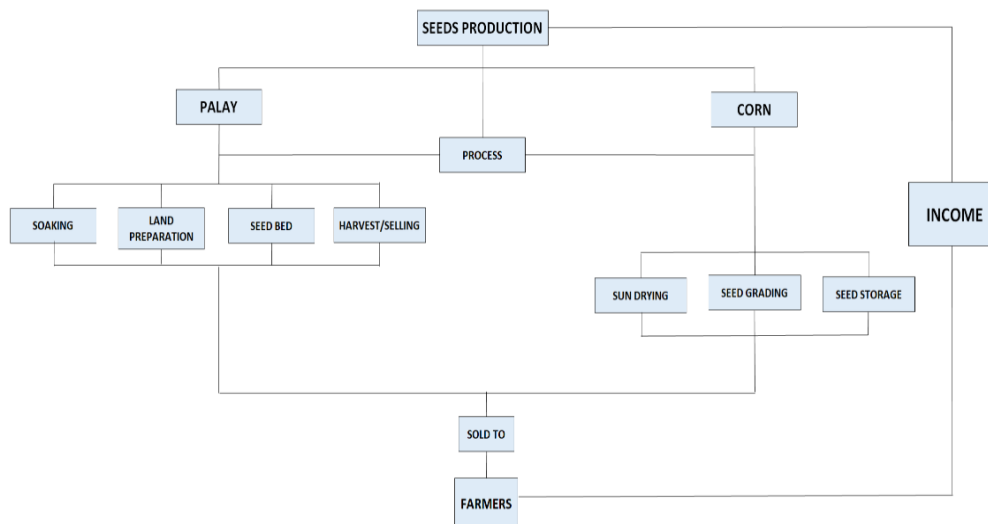 SEEDS PRODUCTION
PALAY
CORN
PROCESS
SOAKING
LAND
PREPARATION
SEED BED
HARVEST/SELLING
INCOME
SUN DRYING
SEED GRADING
SEED STORAGE
SOLD TO
FARMERS